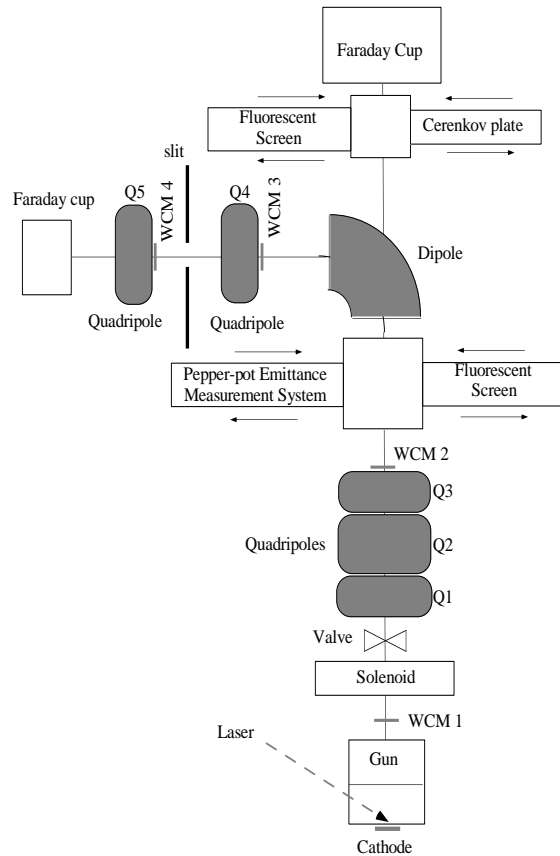 Faraday Cup
Fluorescent
Screen
Cerenkov plate
slit
Q5
WCM 4
Q4
WCM 3
Faraday cup
Dipole
Quadripole
Quadripole
Pepper-pot Emittance
Measurement System
Fluorescent
Screen
WCM 2
Q3
Quadripoles
Q2
Q1
Valve
Solenoid
WCM 1
Laser
Gun
Cathode